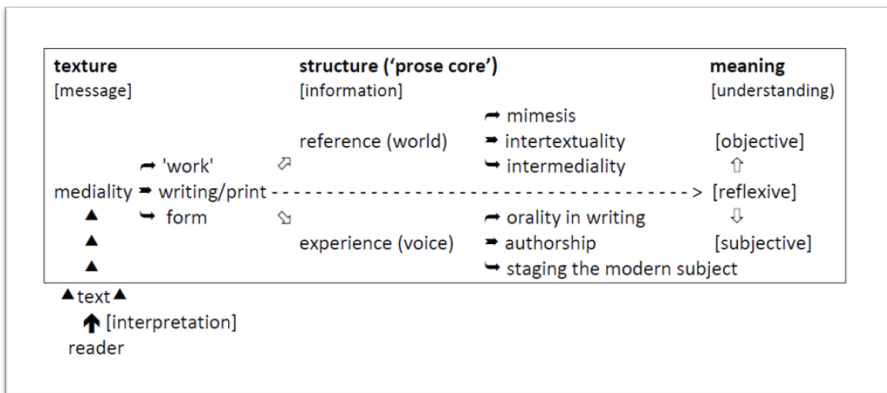 texture structure (‘prose core’) meaning
[message] [information] [understanding)
mimesis
reference (world) intertextuality [objective]
'work' intermediality
mediality writing/print - - - - - - - - - - - - - - - - - - - - - - - - - - - - - - - - - - - - - - - > [reflexive]
form orality in writing
experience (voice) authorship [subjective]
staging the modern subject
text
[interpretation]
reader